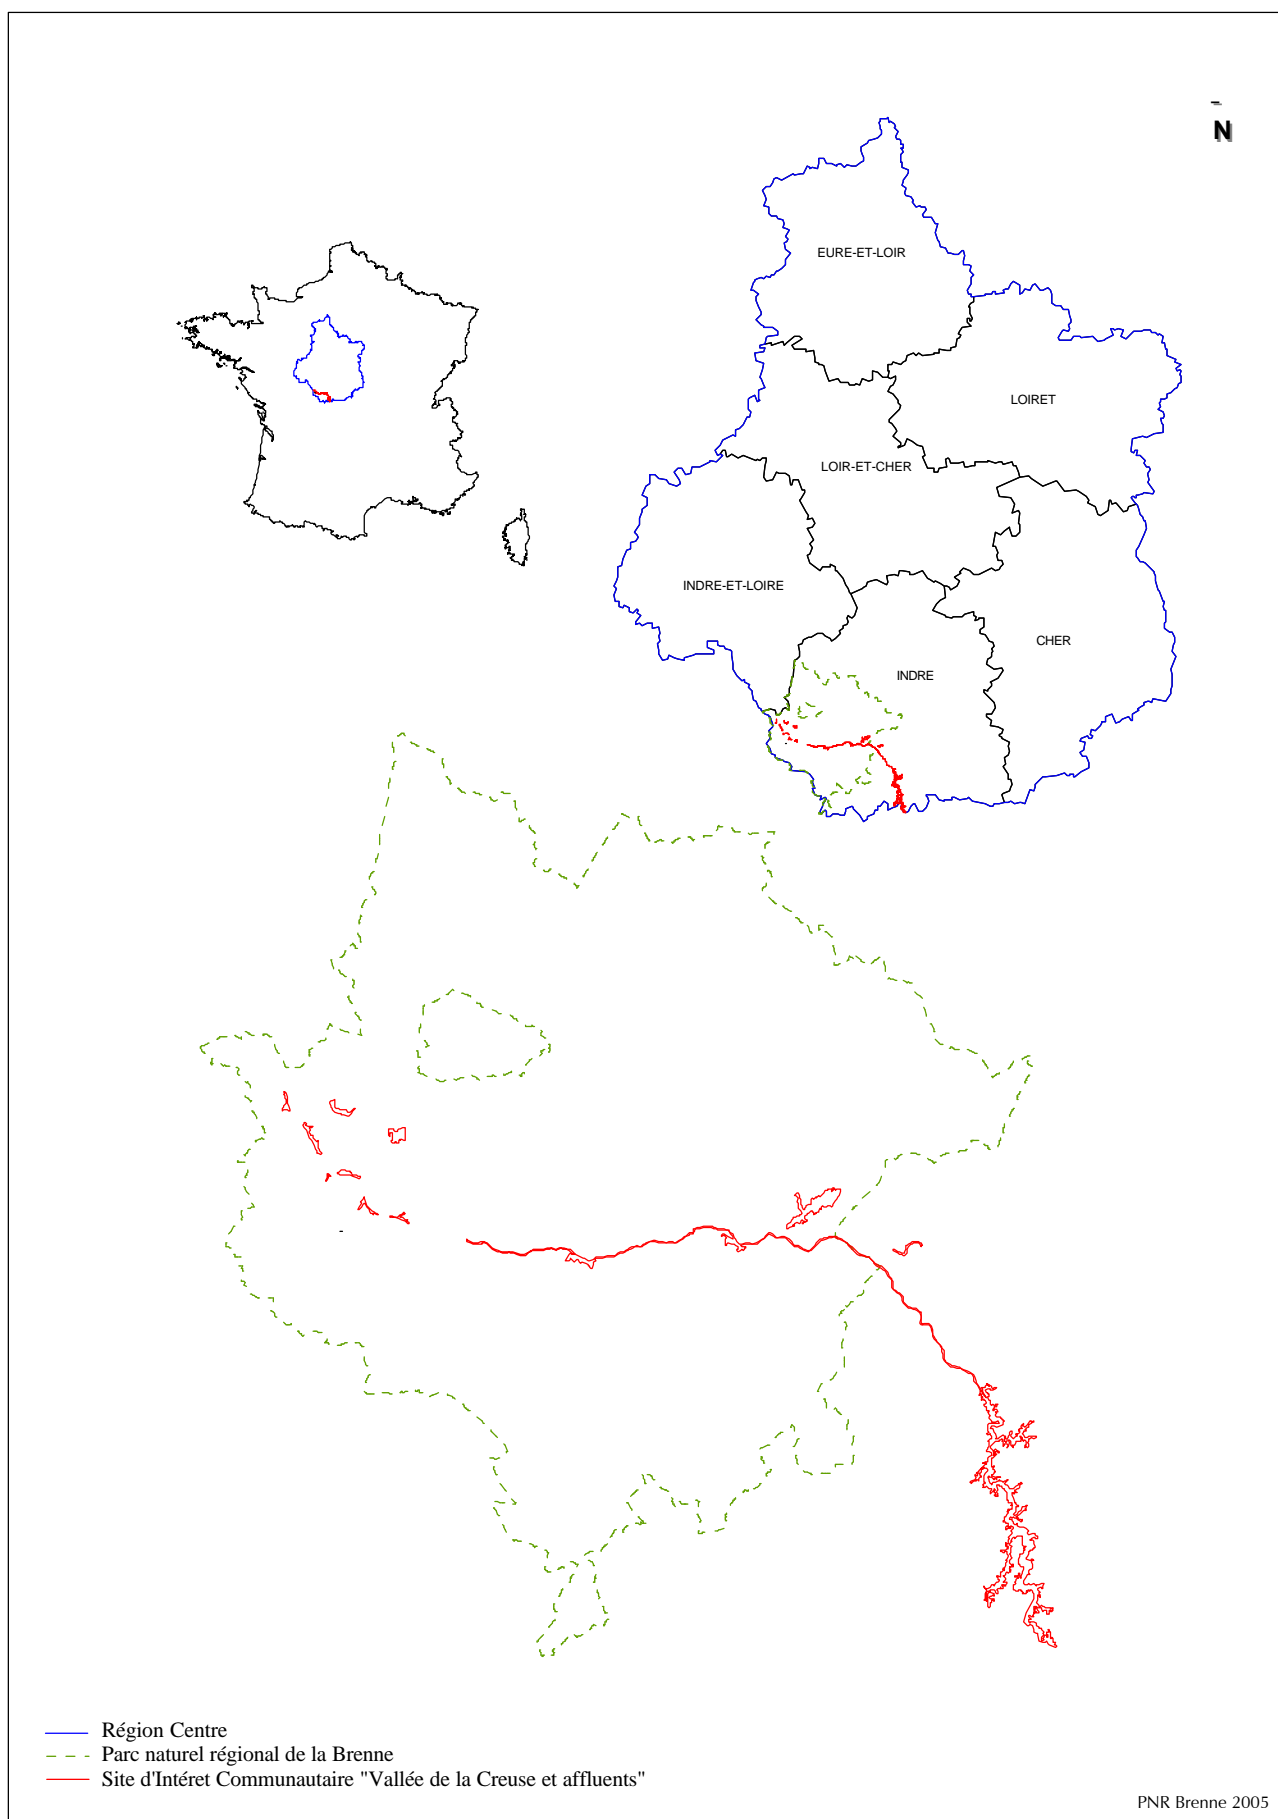 N
EURE-ET-LOIR
LOIRET
LOIR-ET-CHER
INDRE-ET-LOIRE
CHER
INDRE
Région Centre
Parc naturel régional de la Brenne
Site d'Intéret Communautaire "Vallée de la Creuse et affluents"
PNR Brenne 2005